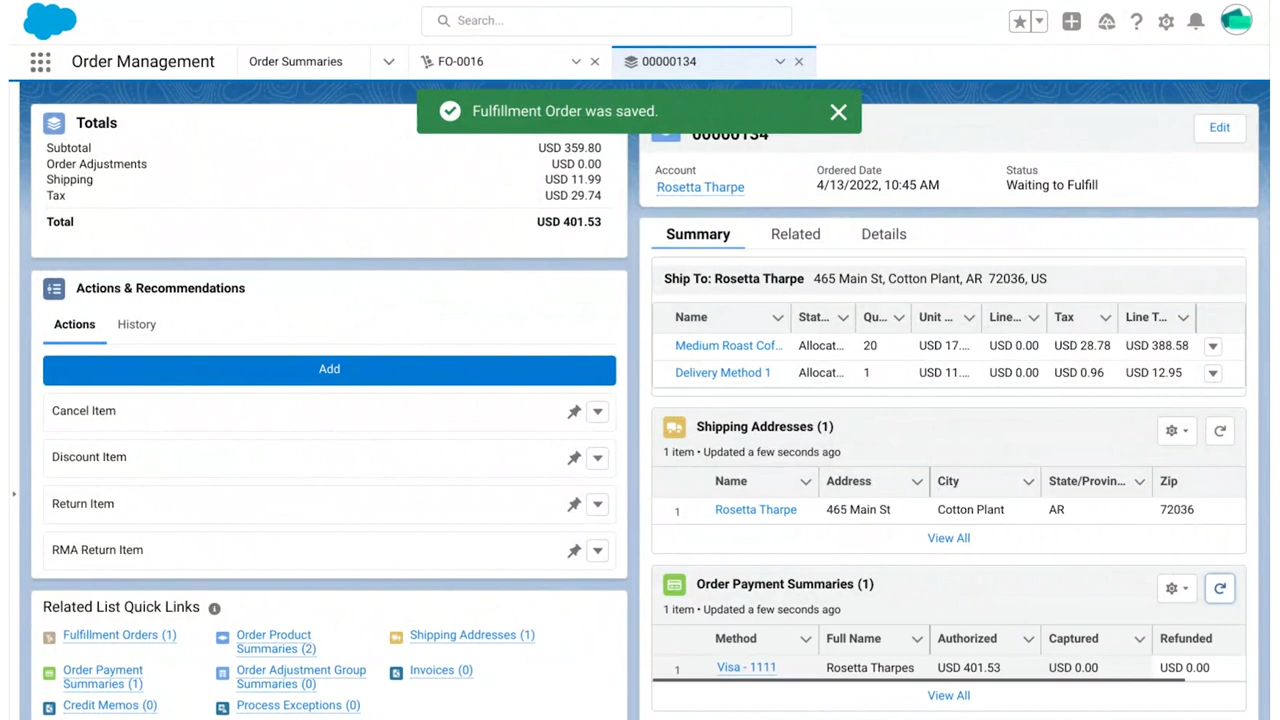 Search...
Order Management
Order Summaries
FO-0016
00000134
Fulfillment Order was saved.
Totals
Subtotal USD 359.80
Order Adjustments USD 0.00
Shipping USD 11.99
Tax USD 29.74
Total USD 401.53
Actions & Recommendations
Actions History
Add
Cancel Item
Discount Item
Return Item
RMA Return Item
Related List Quick Links
Fulfillment Orders (1)
Order Product
Summaries (2)
Shipping Addresses (1)
Order Payment
Summaries (1)
Order Adjustment Group
Summaries (0)
Invoices (0)
Credit Memos (0)
Process Exceptions (0)
00000134
Edit
Account Ordered Date Status
Rosetta Tharpe 4/13/2022, 10:45 AM Waiting to Fulfill
Summary Related Details
Ship To: Rosetta Tharpe 465 Main St, Cotton Plant, AR 72036, US
Name Stat... Qu... Unit ... Line... Tax Line T...
Medium Roast Cof... Allocat... 20 USD 17.... USD 0.00 USD 28.78 USD 388.58
Delivery Method 1 Allocat... 1 USD 11.... USD 0.00 USD 0.96 USD 12.95
Shipping Addresses (1)
1 item • Updated a few seconds ago
Name Address City State/Provin... Zip
1 Rosetta Tharpe 465 Main St Cotton Plant AR 72036
View All
Order Payment Summaries (1)
1 item • Updated a few seconds ago
Method Full Name Authorized Captured Refunded
1 Visa - 1111 Rosetta Tharpes USD 401.53 USD 0.00 USD 0.00
View All